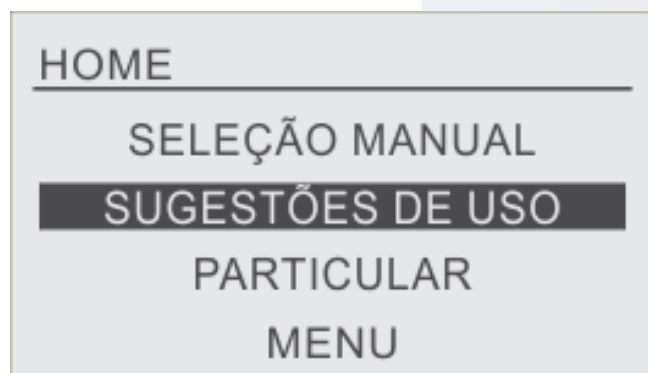 HOME
SELEÇÃO MANUAL
SUGESTÕES DE USO
PARTICULAR
MENU